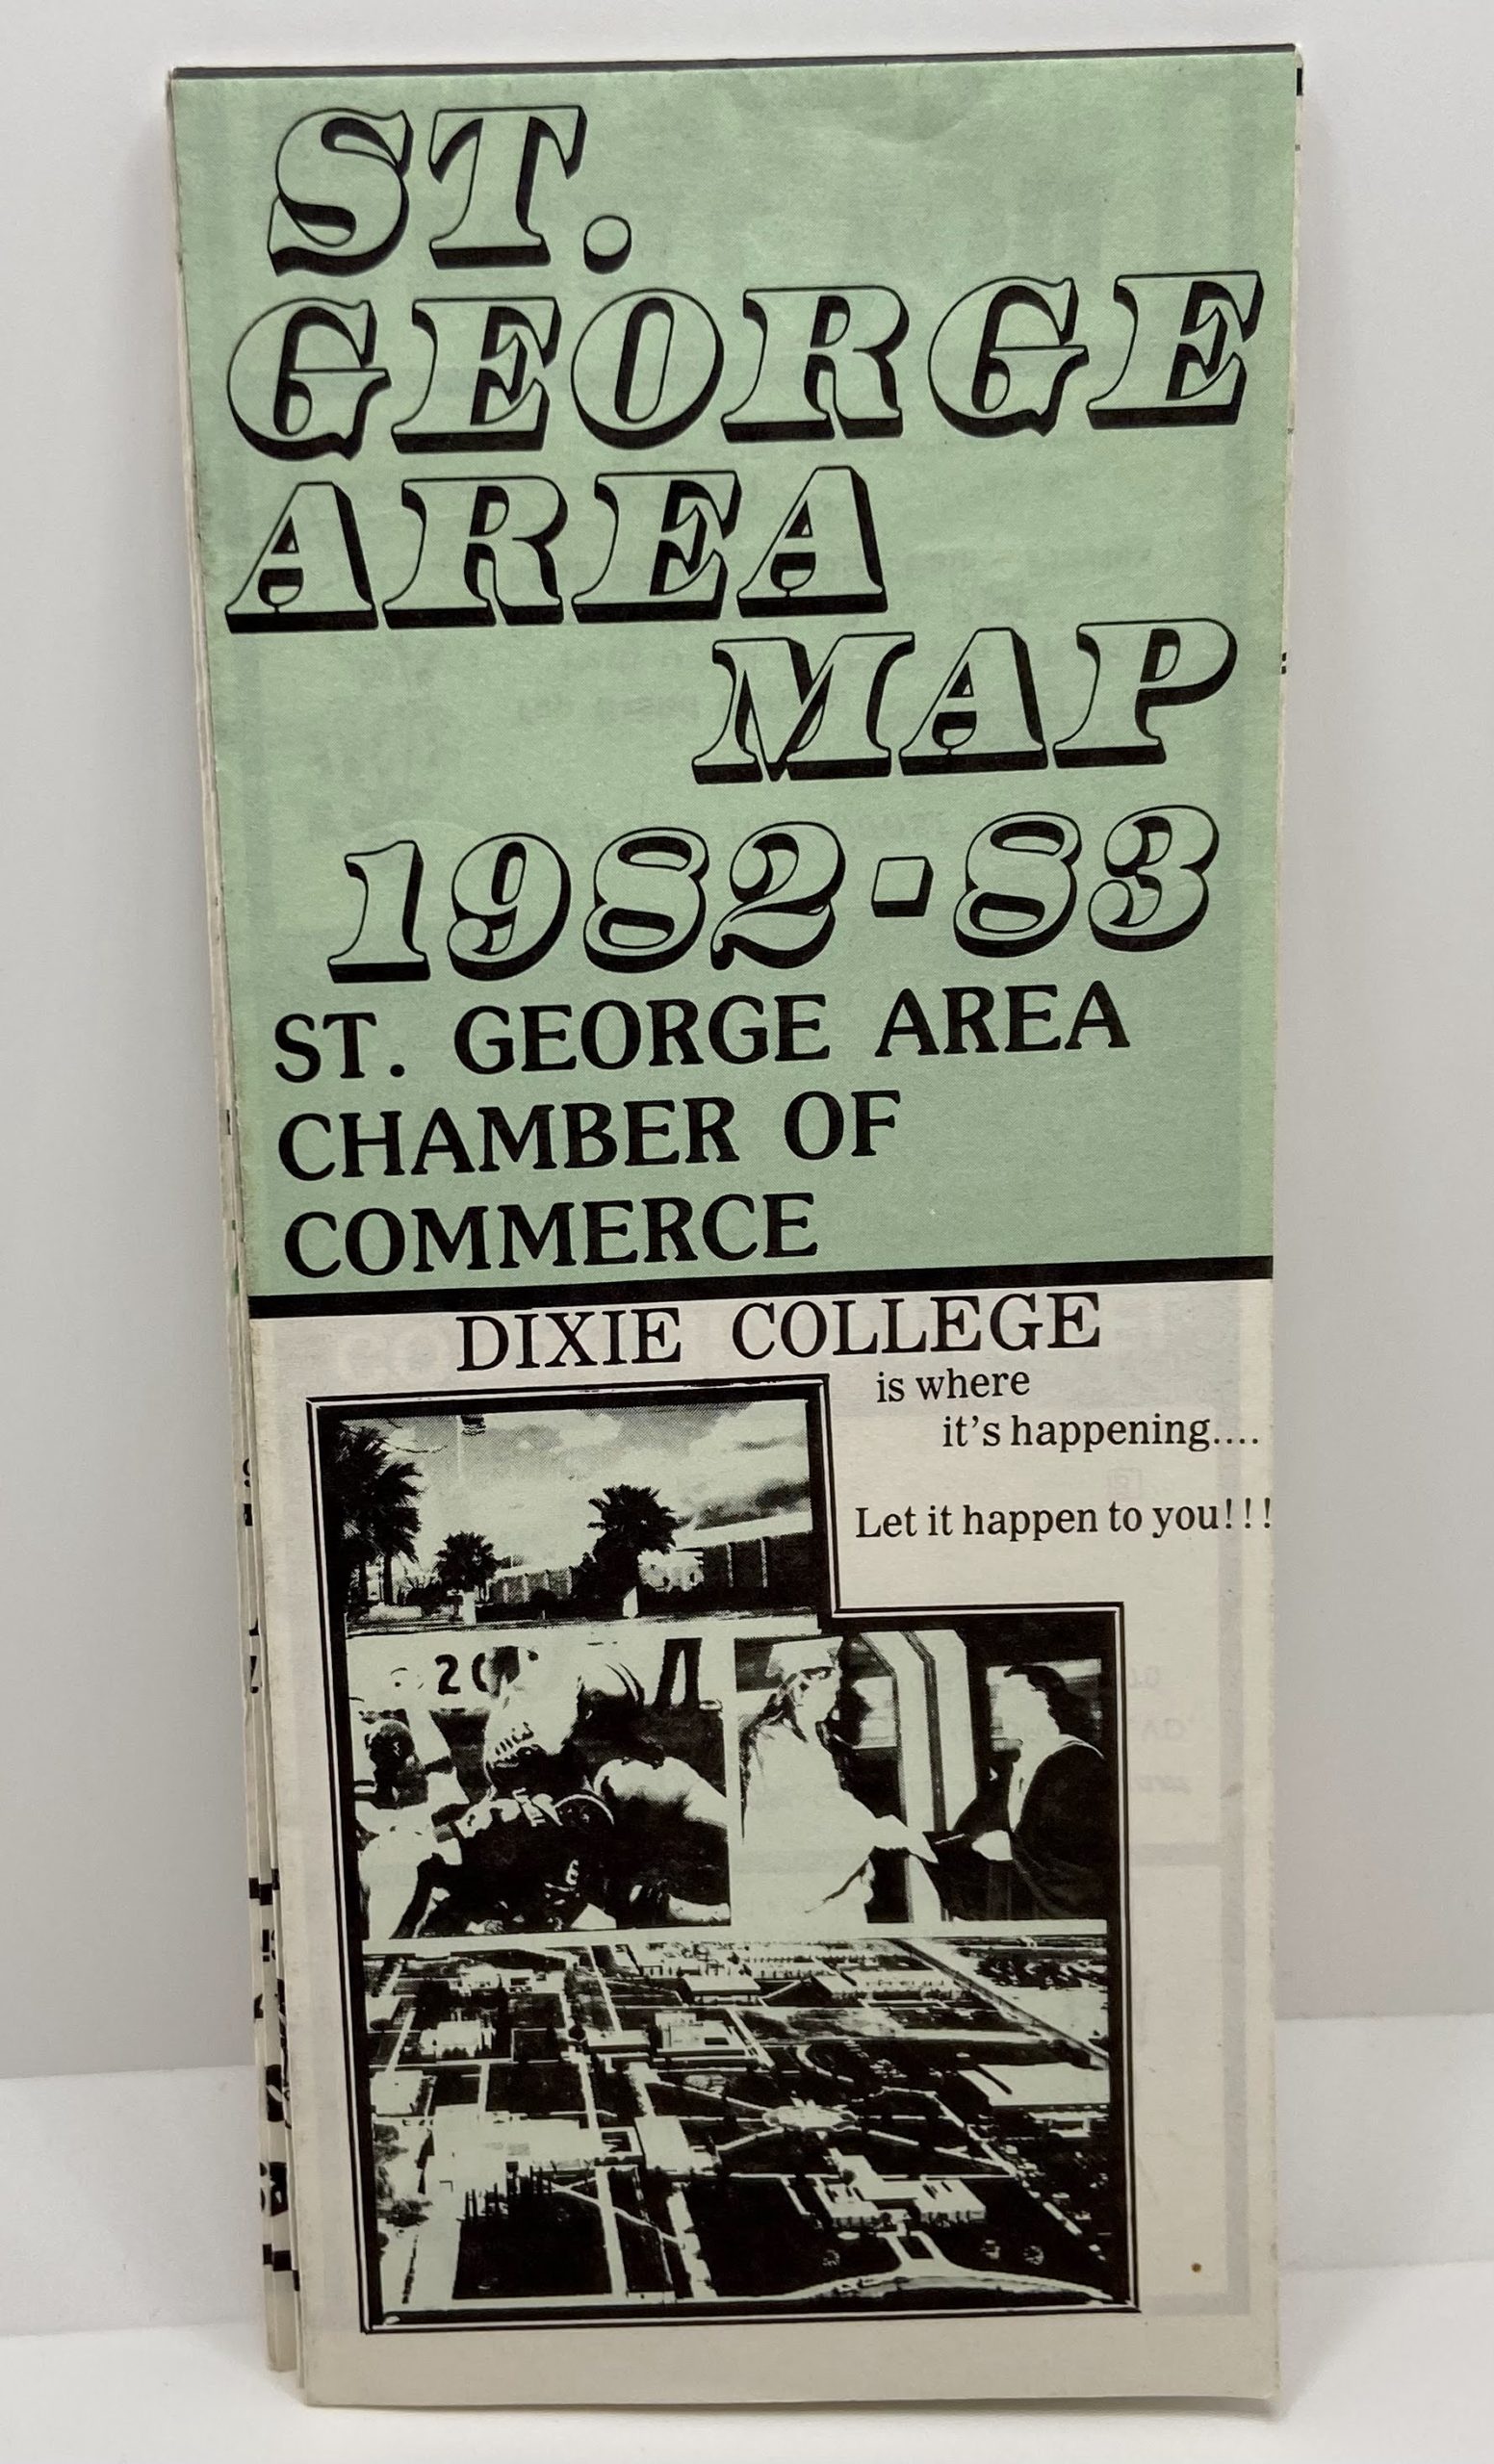 ST.
GEORGE
AREA
MAP
1982-83
ST. GEORGE AREA
CHAMBER OF
COMMERCE
DIXIE COLLEGE
is where
it's happening....
Let it happen to you!!!